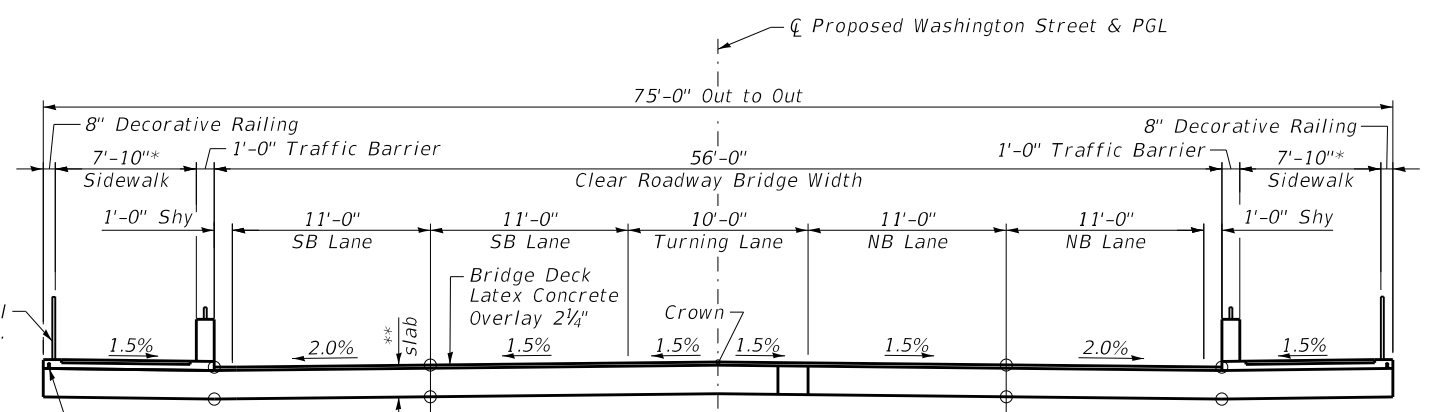 ℄ Proposed Washington Street & PGL
75'-0" Out to Out
8" Decorative Railing
8" Decorative Railing
7'-10"*
Sidewalk
1'-0" Traffic Barrier
56'-0"
Clear Roadway Bridge Width
1'-0" Traffic Barrier
7'-10"*
Sidewalk
1'-0" Shy
11'-0"
SB Lane
11'-0"
SB Lane
10'-0"
Turning Lane
11'-0"
NB Lane
11'-0"
NB Lane
1'-0" Shy
Bridge Deck
Latex Concrete
Overlay 2¼"
Crown
**
slab
1.5%
2.0%
1.5%
1.5%
1.5%
1.5%
2.0%
1.5%